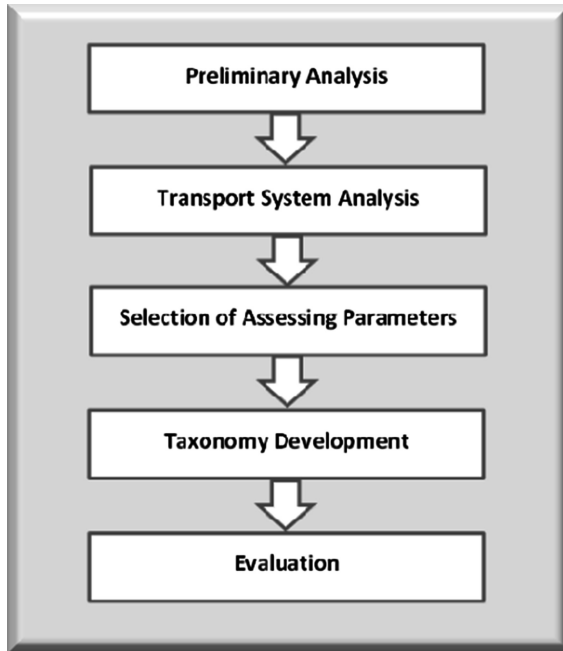 Preliminary Analysis
Transport System Analysis
Selection of Assessing Parameters
Taxonomy Development
Evaluation